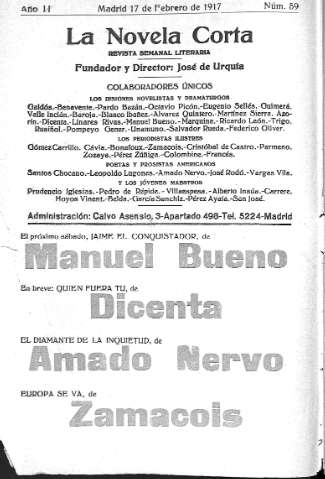 Año II Madrid 17 de Febrero de 1917 Núm. 59
La Novela Corta
REVISTA SEMANAL LITERARIA
Fundador y Director: José de Urquía
COLABORADORES ÚNICOS
LOS INSIGNES NOVELISTAS Y DRAMATURGOS
Galdós.-Benavente.-Pardo Bazán.-Octavio Picón.-Eugenio Sellés.-Guimerá.
Valle Inclán.-Baroja.-Blasco Ibáñez.-Alvarez Quintero.-Martínez Sierra.-Azo-
rín.-Dicenta.-Linares Rivas.-Manuel Bueno.-Marquina.-Ricardo León.-Trigo.
Rusiñol.-Pompeyo Gener.-Unamuno.-Salvador Rueda.-Federico Oliver.
LOS PERIODISTAS ILUSTRES
Gómez Carrillo.-Cávia.-Bonafoux.-Zamacois.-Cristóbal de Castro.-Parmeno.
Zozaya.-Pérez Zúñiga.-Colombine.-Francés.
POETAS Y PROSISTAS AMERICANOS
Santos Chocano.-Leopoldo Lugones.-Amado Nervo.-José Rodó.-Vargas Vila.
Y LOS JÓVENES MAESTROS
Prudencio Iglesias.-Pedro de Répide.-Villaespesa.-Alberto Insúa.-Carrere.
Hoyos Vinent.-Belda.-García Sanchiz.-Pérez Ayala.-San José.
Administración: Calvo Asensio, 3-Apartado 498-Tel. 5224-Madrid
El próximo sábado, JAIME EL CONQUISTADOR, de
Manuel Bueno
En breve: QUIEN FUERA TU, de
Dicenta
EL DIAMANTE DE LA INQUIETUD, de
Amado Nervo
EUROPA SE VA, de
Zamacois